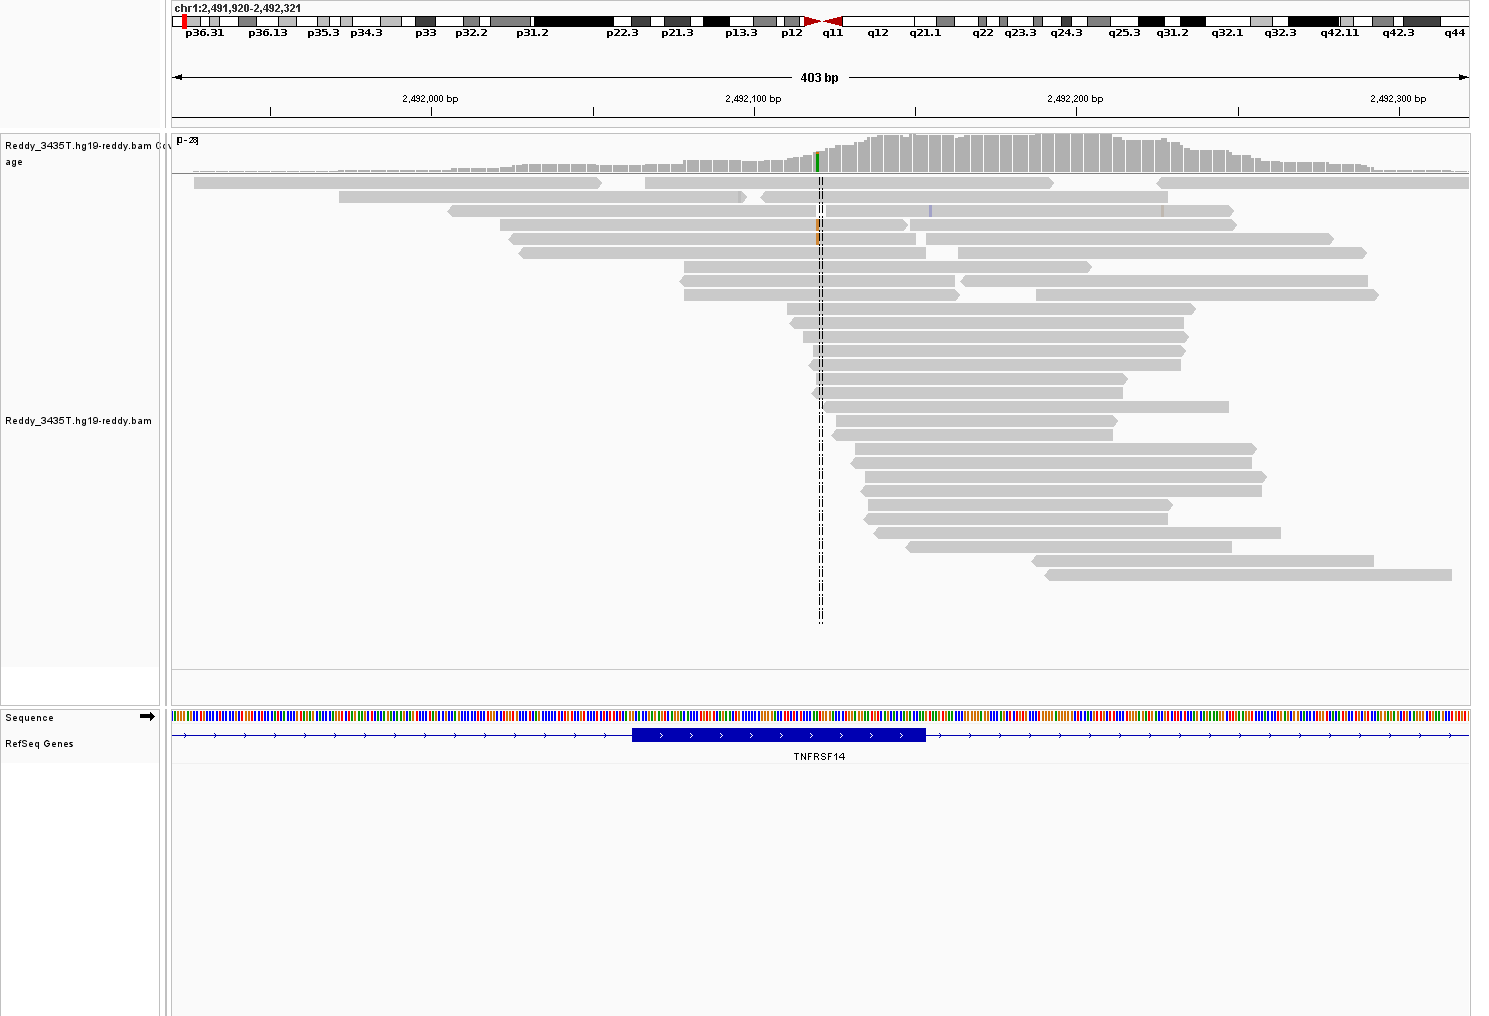 chr1:2,491,920-2,492,321
p36.31 p36.13 p35.3 p34.3 p33 p32.2 p31.2 p22.3 p21.3 p13.3 p12 q11 q12 q21.1 q22 q23.3 q24.3 q25.3 q31.2 q32.1 q32.3 q42.11 q42.3 q44
403 bp
2,492,000 bp 2,492,100 bp 2,492,200 bp 2,492,300 bp
[0-28]
Reddy_3435T.hg19-reddy.bam Cov
age
Reddy_3435T.hg19-reddy.bam
Sequence
RefSeq Genes
TNFRSF14